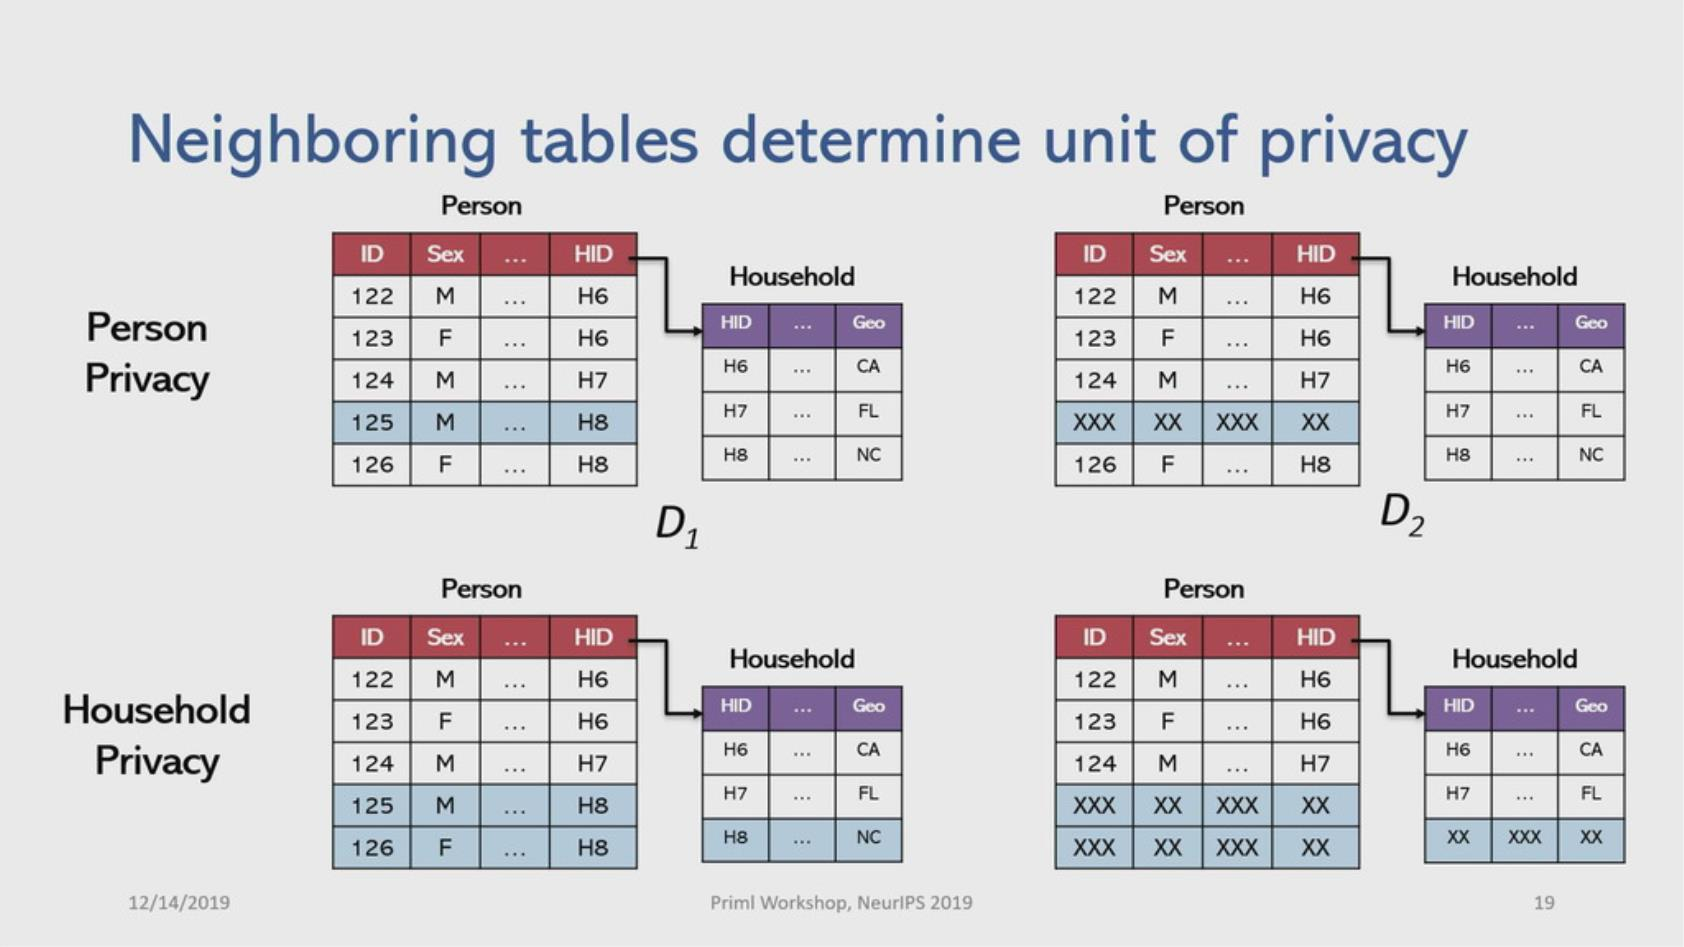 Neighboring tables determine unit of privacy
Person
Privacy
Person
ID Sex ... HID
122 M ... H6
123 F ... H6
124 M ... H7
125 M ... H8
126 F ... H8
Household
HID ... Geo
H6 ... CA
H7 ... FL
H8 ... NC
D1
Person
ID Sex ... HID
122 M ... H6
123 F ... H6
124 M ... H7
XXX XX XXX XX
126 F ... H8
Household
HID ... Geo
H6 ... CA
H7 ... FL
H8 ... NC
D2
Household
Privacy
Person
ID Sex ... HID
122 M ... H6
123 F ... H6
124 M ... H7
125 M ... H8
126 F ... H8
Household
HID ... Geo
H6 ... CA
H7 ... FL
H8 ... NC
Person
ID Sex ... HID
122 M ... H6
123 F ... H6
124 M ... H7
XXX XX XXX XX
XXX XX XXX XX
Household
HID ... Geo
H6 ... CA
H7 ... FL
XX XXX XX
12/14/2019
Priml Workshop, NeurIPS 2019
19